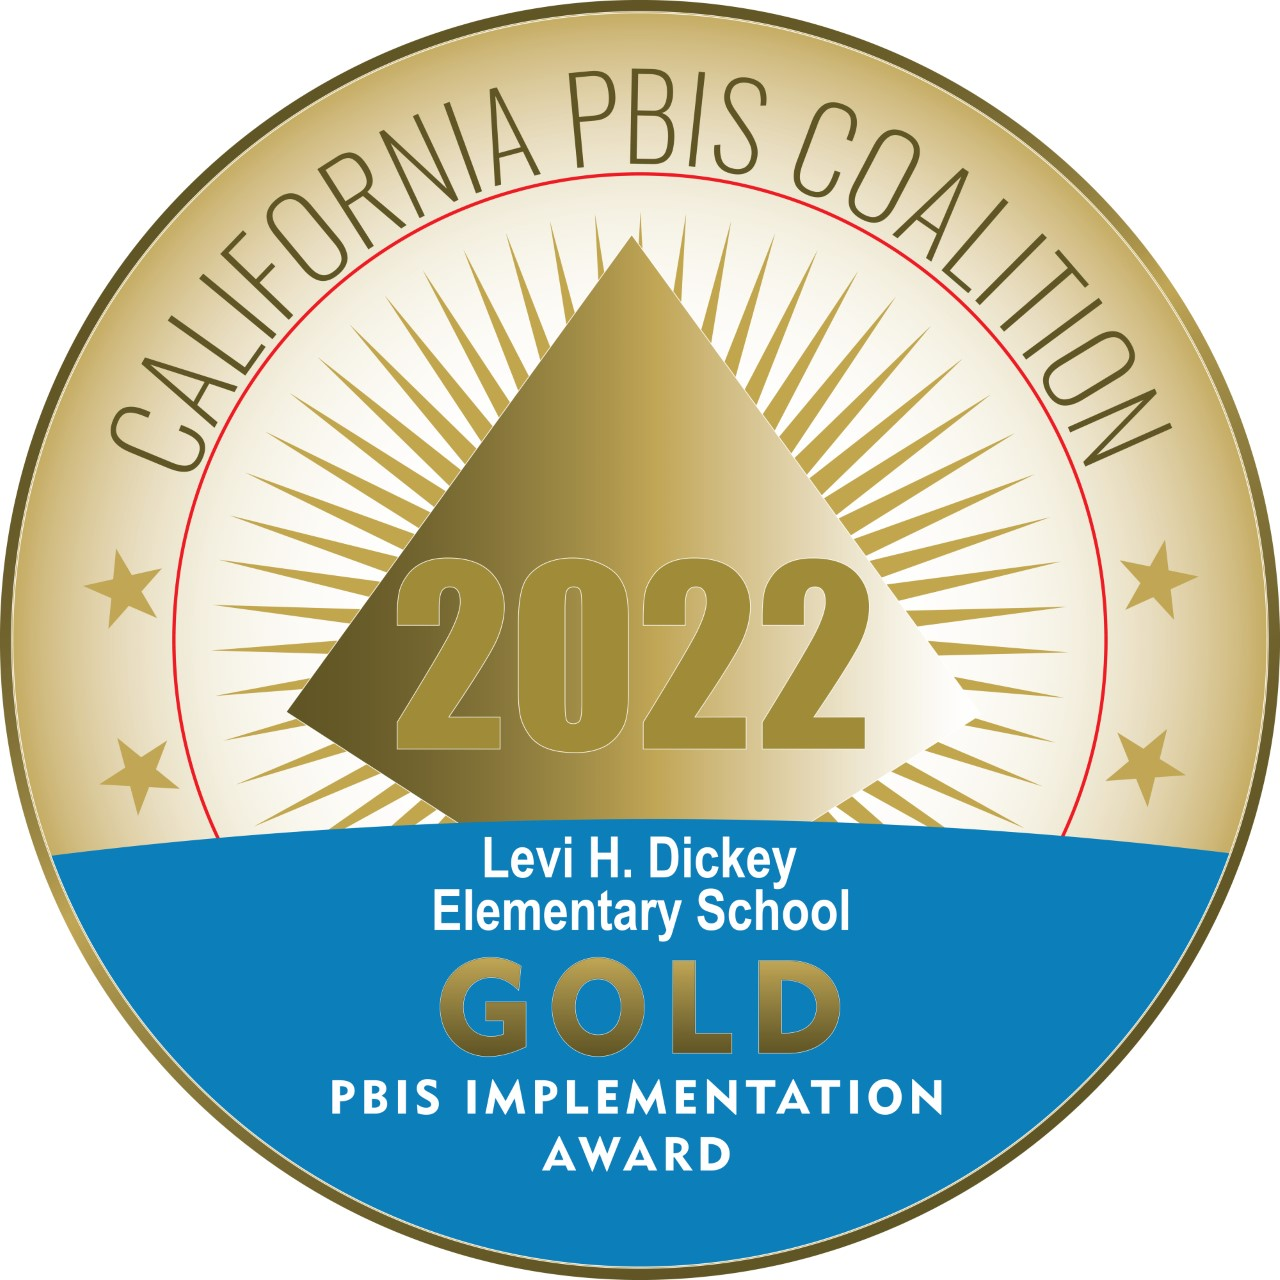 CALIFORNIA PBIS COALITION
2022
Levi H. Dickey
Elementary School
GOLD
PBIS IMPLEMENTATION
AWARD